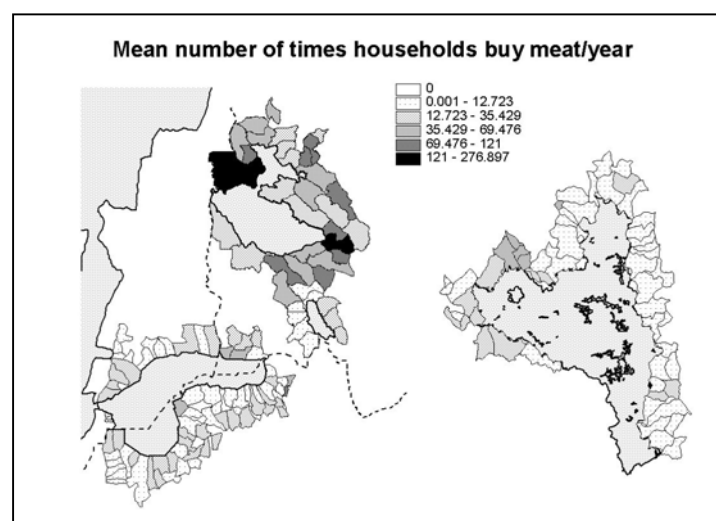 Mean number of times households buy meat/year
0
0.001 - 12.723
12.723 - 35.429
35.429 - 69.476
69.476 - 121
121 - 276.897